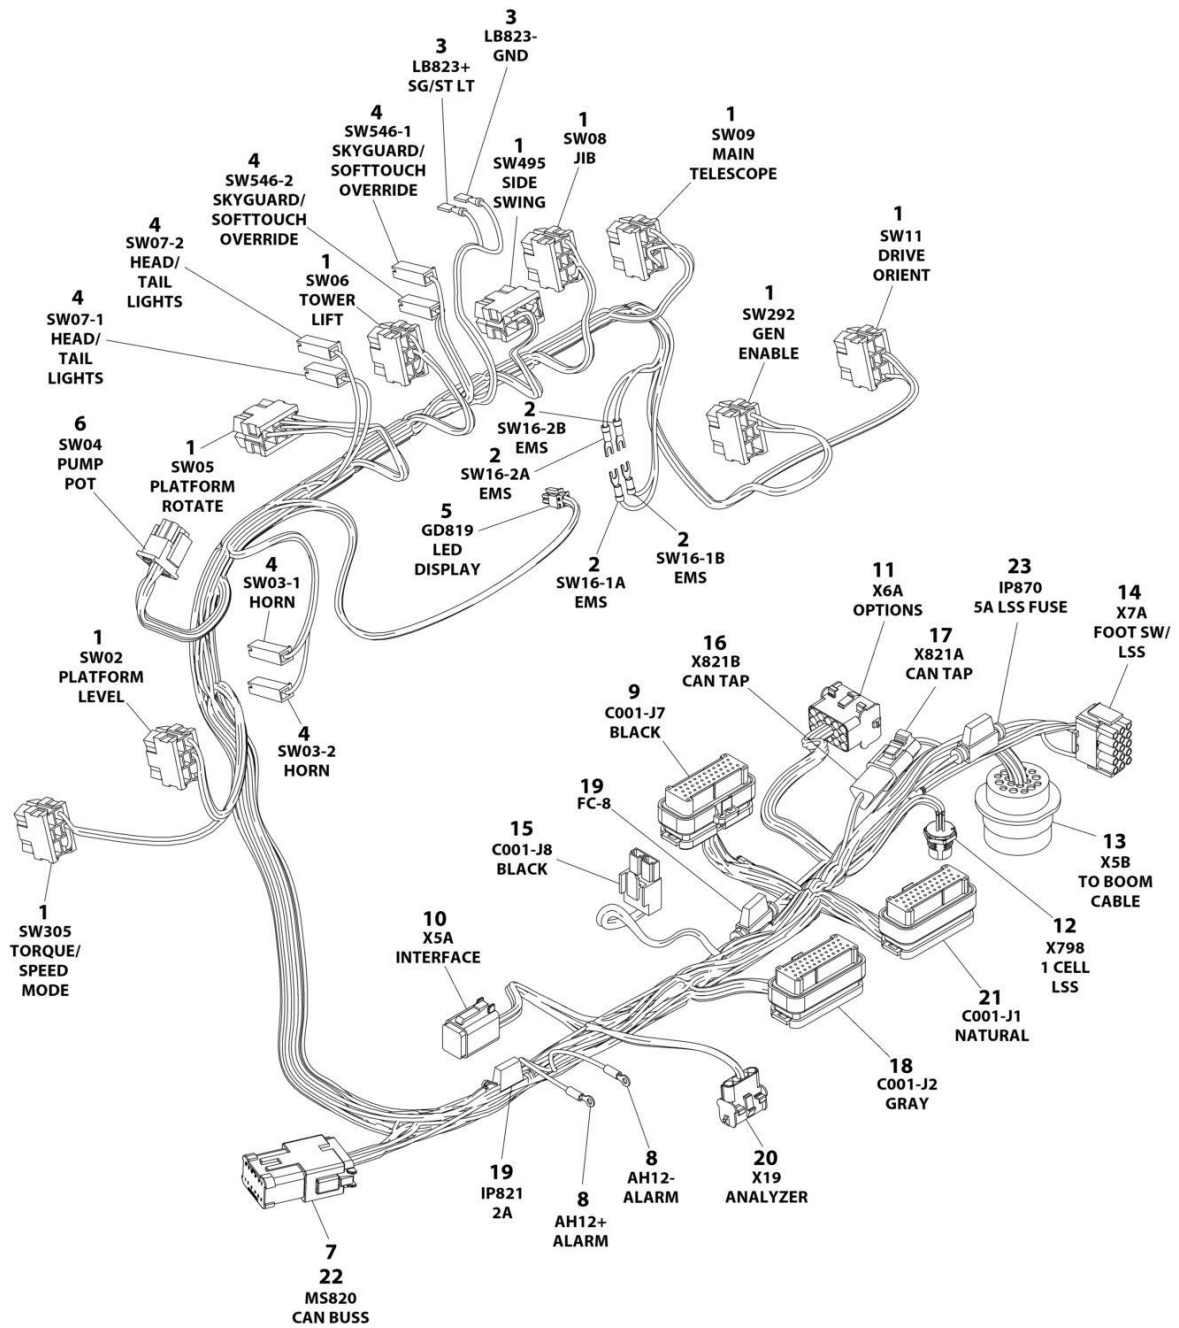 3
LB823-
GND
3
LB823+
SG/ST LT
4
SW546-1
SKYGUARD/
SOFTTOUCH
OVERRIDE
1
SW495
SIDE
SWING
1
SW08
JIB
1
SW09
MAIN
TELESCOPE
4
SW546-2
SKYGUARD/
SOFTTOUCH
OVERRIDE
4
SW07-2
HEAD/
TAIL
LIGHTS
1
SW06
TOWER
LIFT
1
SW11
DRIVE
ORIENT
4
SW07-1
HEAD/
TAIL
LIGHTS
1
SW292
GEN
ENABLE
6
SW04
PUMP
POT
1
SW05
PLATFORM
ROTATE
2
SW16-2B
EMS
2
SW16-2A
EMS
5
GD819
LED
DISPLAY
2
SW16-1A
EMS
2
SW16-1B
EMS
4
SW03-1
HORN
4
SW03-2
HORN
1
SW02
PLATFORM
LEVEL
1
SW305
TORQUE/
SPEED
MODE
11
X6A
OPTIONS
23
IP870
5A LSS FUSE
14
X7A
FOOT SW/
LSS
16
X821B
CAN TAP
17
X821A
CAN TAP
9
C001-J7
BLACK
19
FC-8
15
C001-J8
BLACK
10
X5A
INTERFACE
13
X5B
TO BOOM
CABLE
12
X798
1 CELL
LSS
21
C001-J1
NATURAL
18
C001-J2
GRAY
20
X19
ANALYZER
8
AH12-
ALARM
8
AH12+
ALARM
19
IP821
2A
7
22
MS820
CAN BUSS